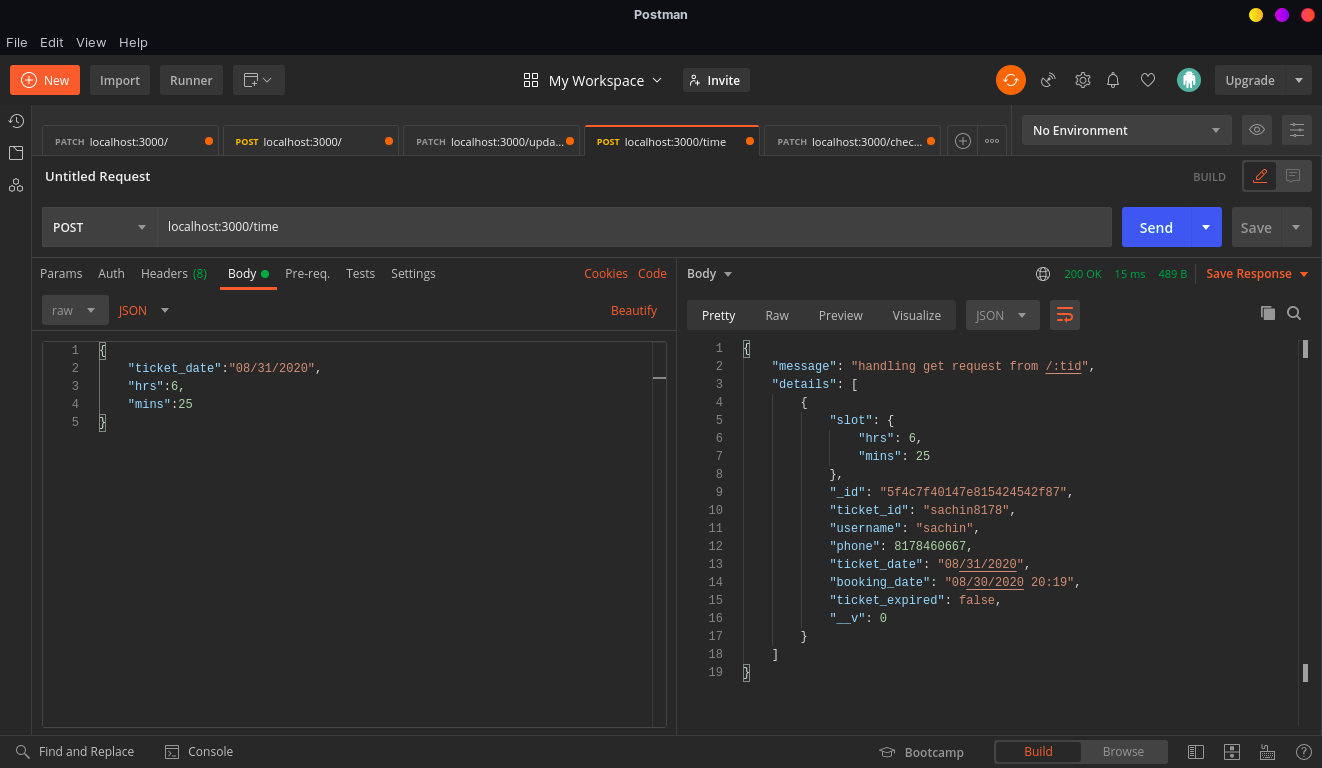 Postman
File Edit View Help
New Import Runner My Workspace Invite Upgrade
PATCH localhost:3000/ POST localhost:3000/ PATCH localhost:3000/upda... POST localhost:3000/time PATCH localhost:3000/chec... No Environment
Untitled Request BUILD
POST localhost:3000/time Send Save
Params Auth Headers (8) Body Pre-req. Tests Settings Cookies Code
raw JSON Beautify
1 {
2 "ticket_date":"08/31/2020",
3 "hrs":6,
4 "mins":25
5 }
Body 200 OK 15 ms 489 B Save Response
Pretty Raw Preview Visualize JSON
1 {
2 "message": "handling get request from /:tid",
3 "details": [
4 {
5 "slot": {
6 "hrs": 6,
7 "mins": 25
8 },
9 "_id": "5f4c7f40147e815424542f87",
10 "ticket_id": "sachin8178",
11 "username": "sachin",
12 "phone": 8178460667,
13 "ticket_date": "08/31/2020",
14 "booking_date": "08/30/2020 20:19",
15 "ticket_expired": false,
16 "__v": 0
17 }
18 ]
19 }
Find and Replace Console Bootcamp Build Browse